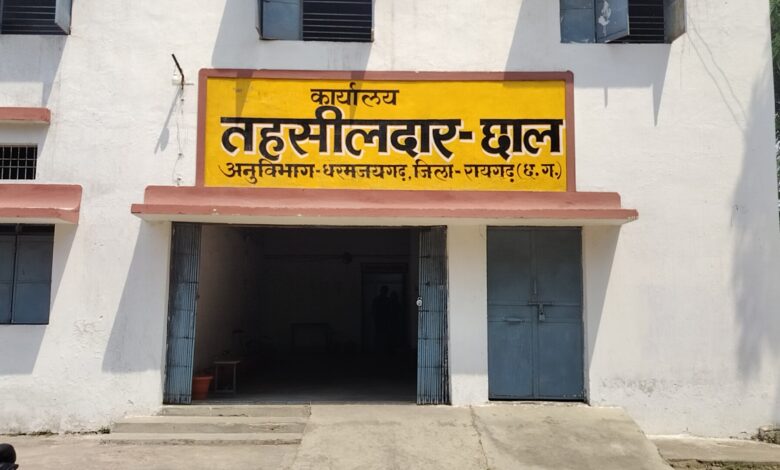 कार्यालय
तहसीलदार-छाल
अनुविभाग-धरमजयगढ़, जिला-रायगढ़ (छ.ग.)